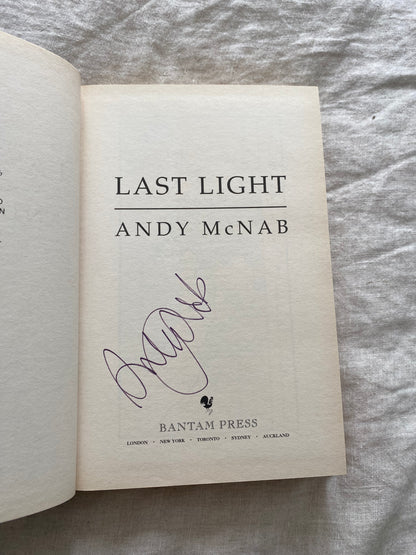 LAST LIGHT
ANDY McNAB
BANTAM PRESS
LONDON • NEW YORK • TORONTO • SYDNEY • AUCKLAND